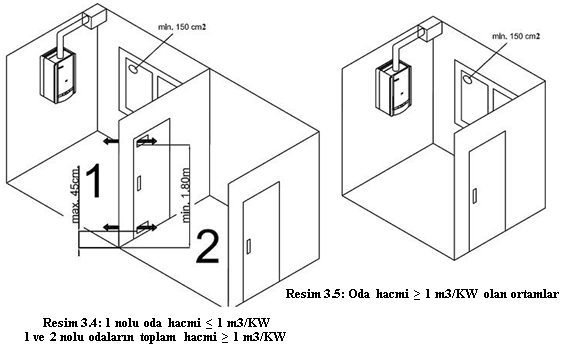 min. 150 cm2
min. 150 cm2
1
max. 45cm.
min. 1.80m
2
Resim 3.5: Oda hacmi ≥ 1 m3/KW olan ortamlar
Resim 3.4: 1 nolu oda hacmi ≤ 1 m3/KW
1 ve 2 nolu odaların toplam hacmi ≥ 1 m3/KW